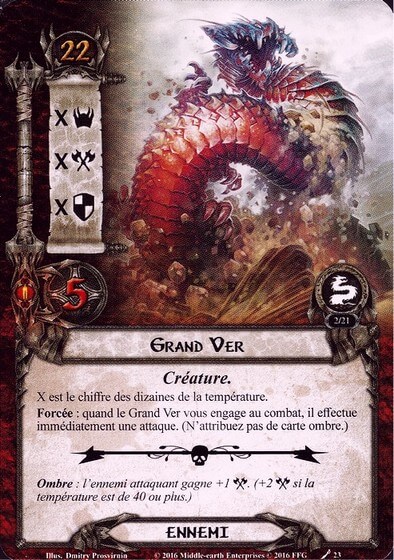 22
X
X
X
5
2/21
GRAND VER
Créature.
X est le chiffre des dizaines de la température.
Forcée : quand le Grand Ver vous engage au combat, il effectue
immédiatement une attaque. (N'attribuez pas de carte ombre.)
Ombre : l'ennemi attaquant gagne +1 . (+2 si la
température est de 40 ou plus.)
ENNEMI
Illus. Dmitry Prosvirnin © 2016 Middle-earth Enterprises © 2016 FFG 23